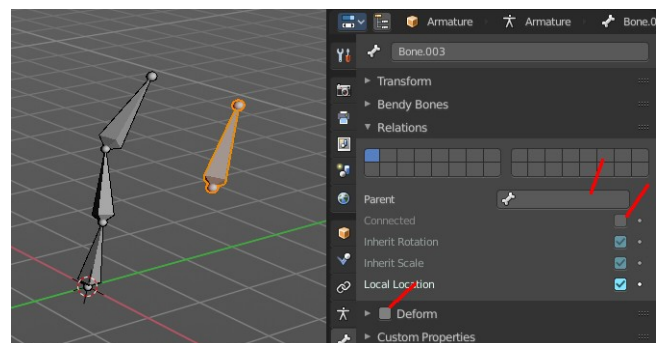 Armature Armature Bone.0
Bone.003
Transform
Bendy Bones
Relations
Parent
Connected
Inherit Rotation
Inherit Scale
Local Location
Deform
Custom Properties